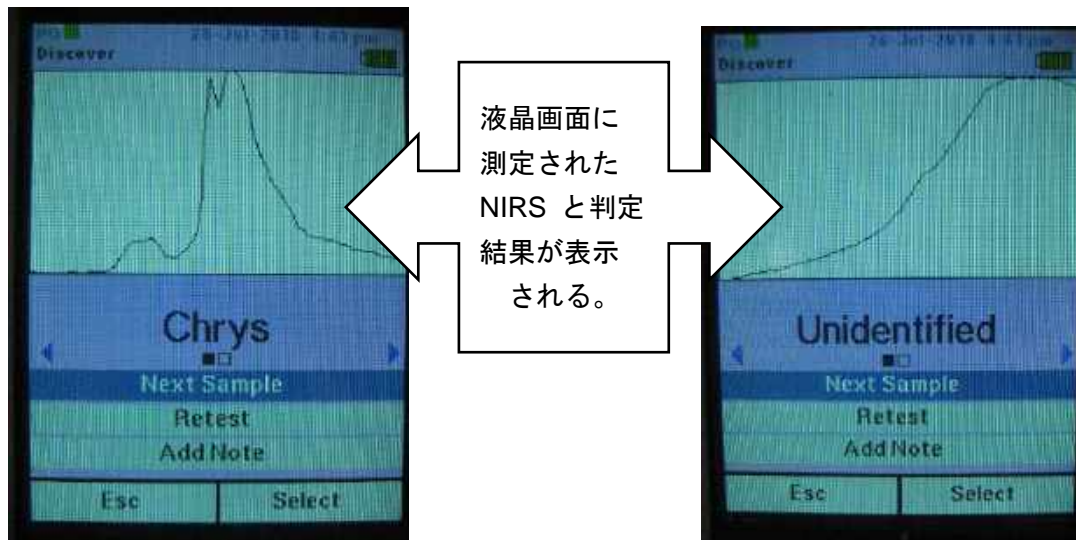 Discover
Chrys
Next Sample
Retest
Add Note
Esc Select
液晶画面に
測定された
NIRS と判定
結果が表示
される。
Discover
Unidentified
Next Sample
Retest
Add Note
Esc Select